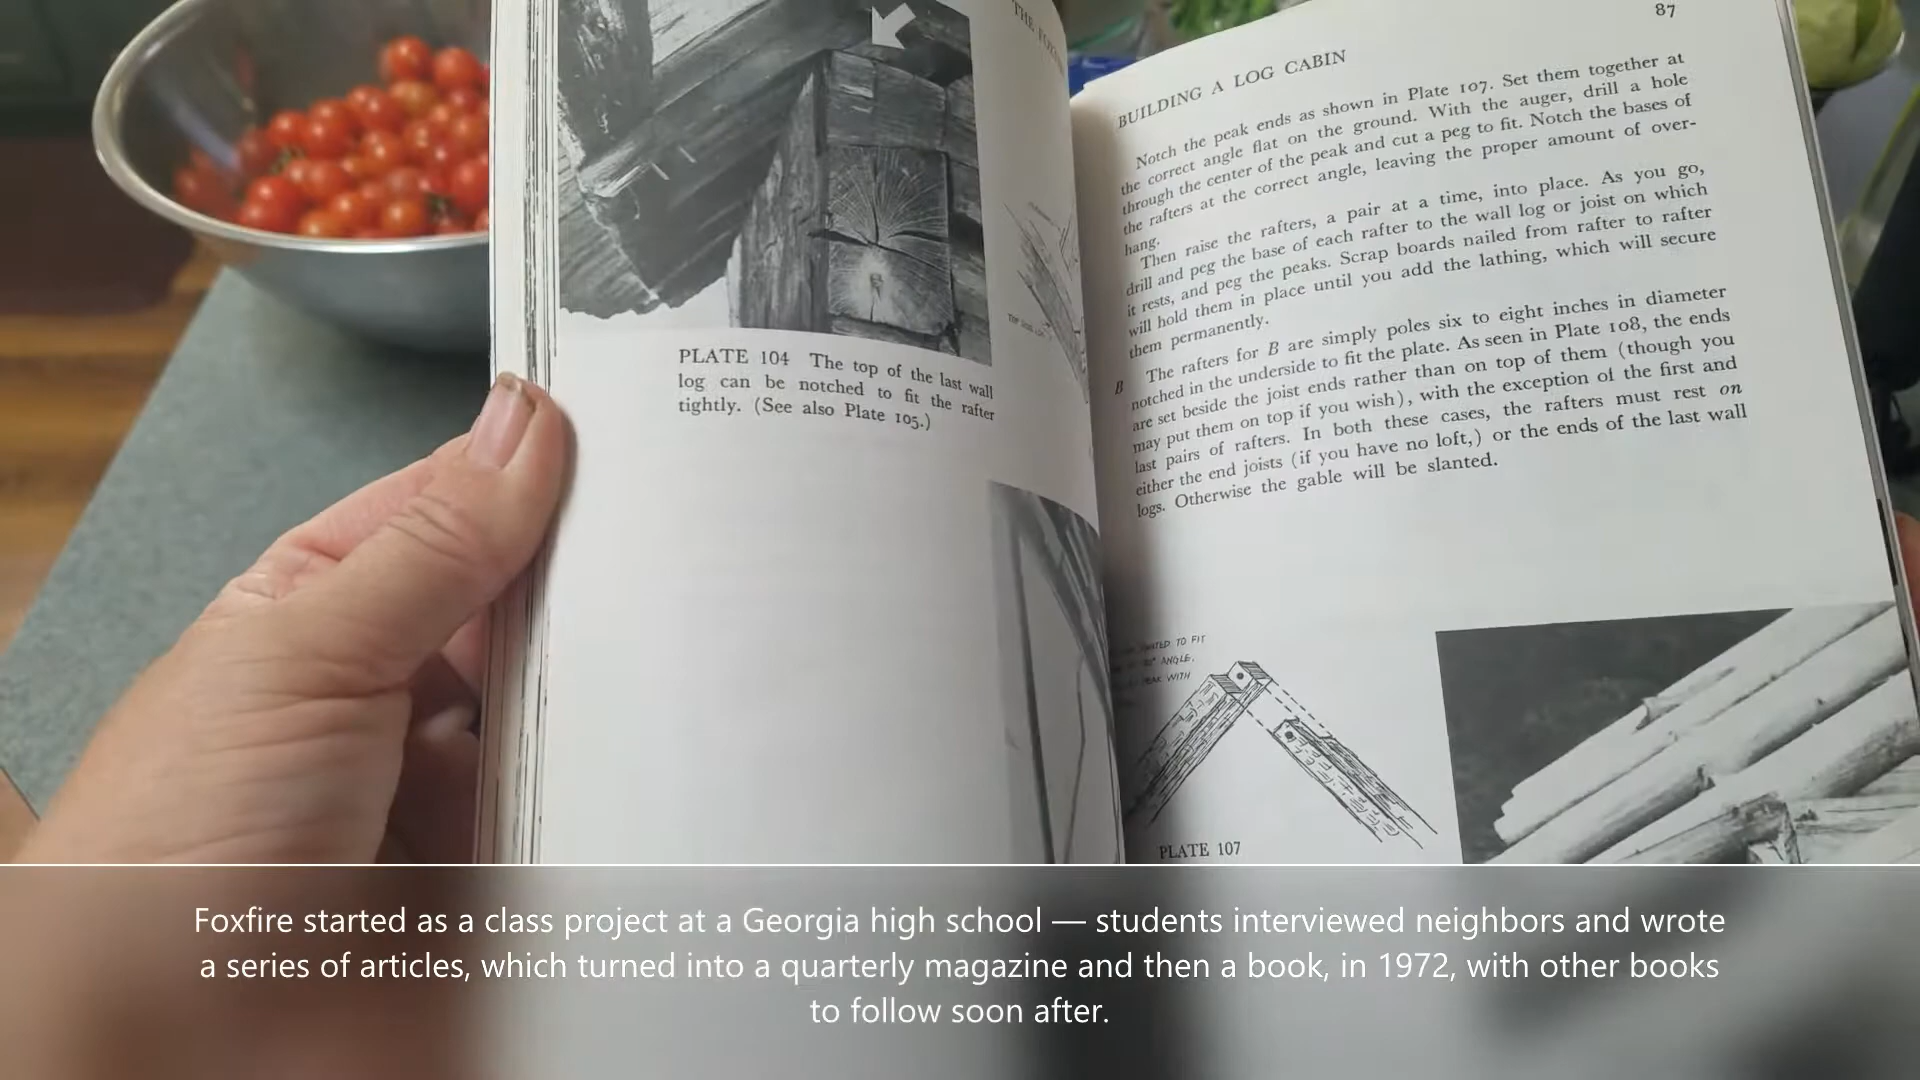 THE FOX
PLATE 104 The top of the last wall
log can be notched to fit the rafter
tightly. (See also Plate 105.)
87
BUILDING A LOG CABIN
Notch the peak ends as shown in Plate 107. Set them together at
the correct angle flat on the ground. With the auger, drill a hole
through the center of the peak and cut a peg to fit. Notch the bases of
the rafters at the correct angle, leaving the proper amount of over-
hang.
Then raise the rafters, a pair at a time, into place. As you go,
drill and peg the base of each rafter to the wall log or joist on which
it rests, and peg the peaks. Scrap boards nailed from rafter to rafter
will hold them in place until you add the lathing, which will secure
them permanently.
B The rafters for B are simply poles six to eight inches in diameter
notched in the underside to fit the plate. As seen in Plate 108, the ends
are set beside the joist ends rather than on top of them (though you
may put them on top if you wish), with the exception of the first and
last pairs of rafters. In both these cases, the rafters must rest on
either the end joists (if you have no loft,) or the ends of the last wall
logs. Otherwise the gable will be slanted.
TO FIT
ANGLE.
PEAK WITH
PLATE 107
Foxfire started as a class project at a Georgia high school — students interviewed neighbors and wrote
a series of articles, which turned into a quarterly magazine and then a book, in 1972, with other books
to follow soon after.